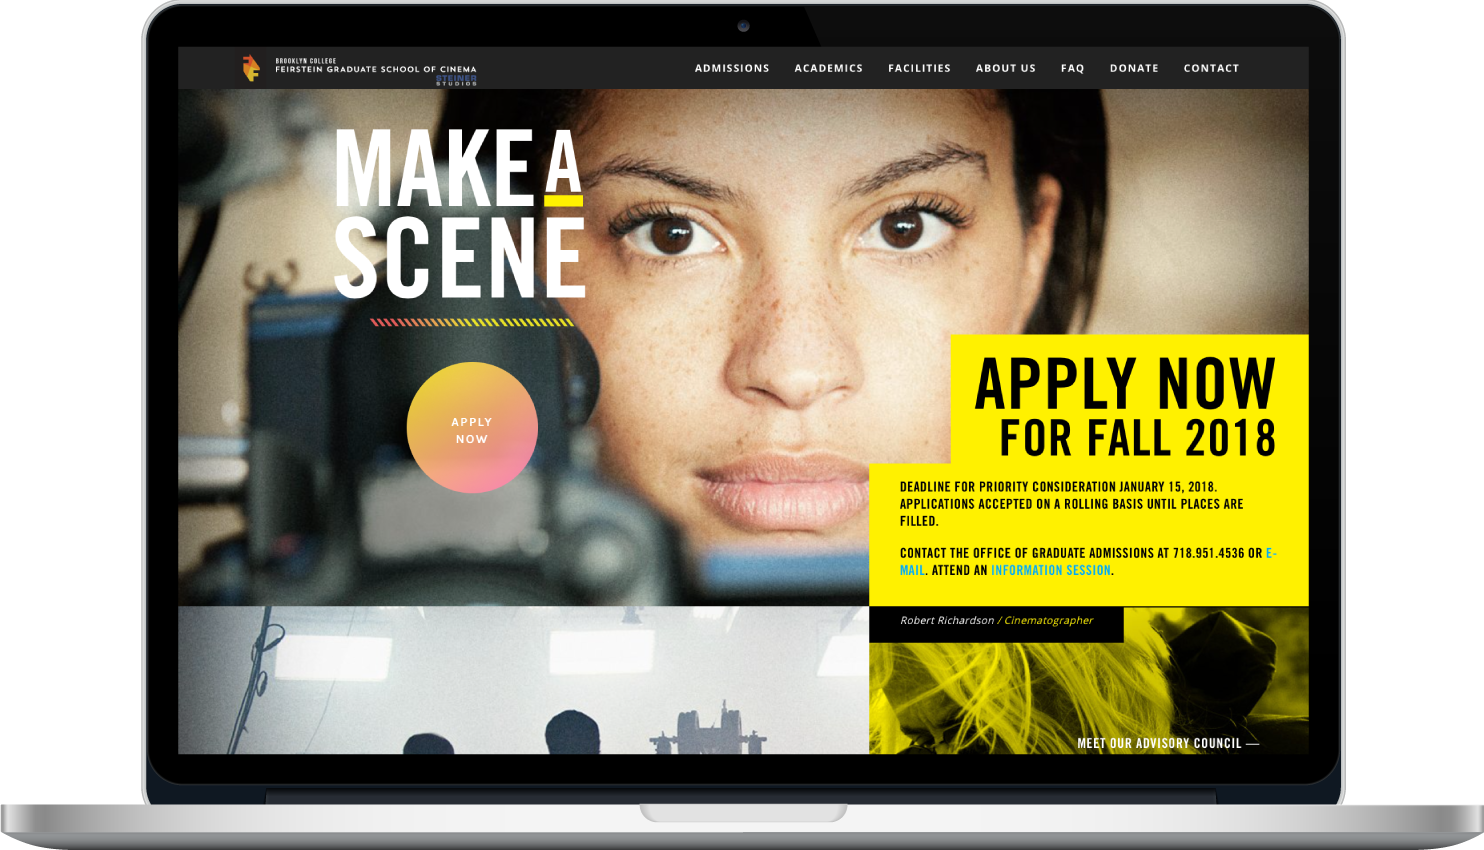 BROOKLYN COLLEGE
FEIRSTEIN GRADUATE SCHOOL OF CINEMA
STEINER
STUDIOS
ADMISSIONS ACADEMICS FACILITIES ABOUT US FAQ DONATE CONTACT
MAKE A
SCENE
APPLY
NOW
APPLY NOW
FOR FALL 2018
DEADLINE FOR PRIORITY CONSIDERATION JANUARY 15, 2018.
APPLICATIONS ACCEPTED ON A ROLLING BASIS UNTIL PLACES ARE
FILLED.
CONTACT THE OFFICE OF GRADUATE ADMISSIONS AT 718.951.4536 OR E-
MAIL. ATTEND AN INFORMATION SESSION.
Robert Richardson / Cinematographer
MEET OUR ADVISORY COUNCIL —